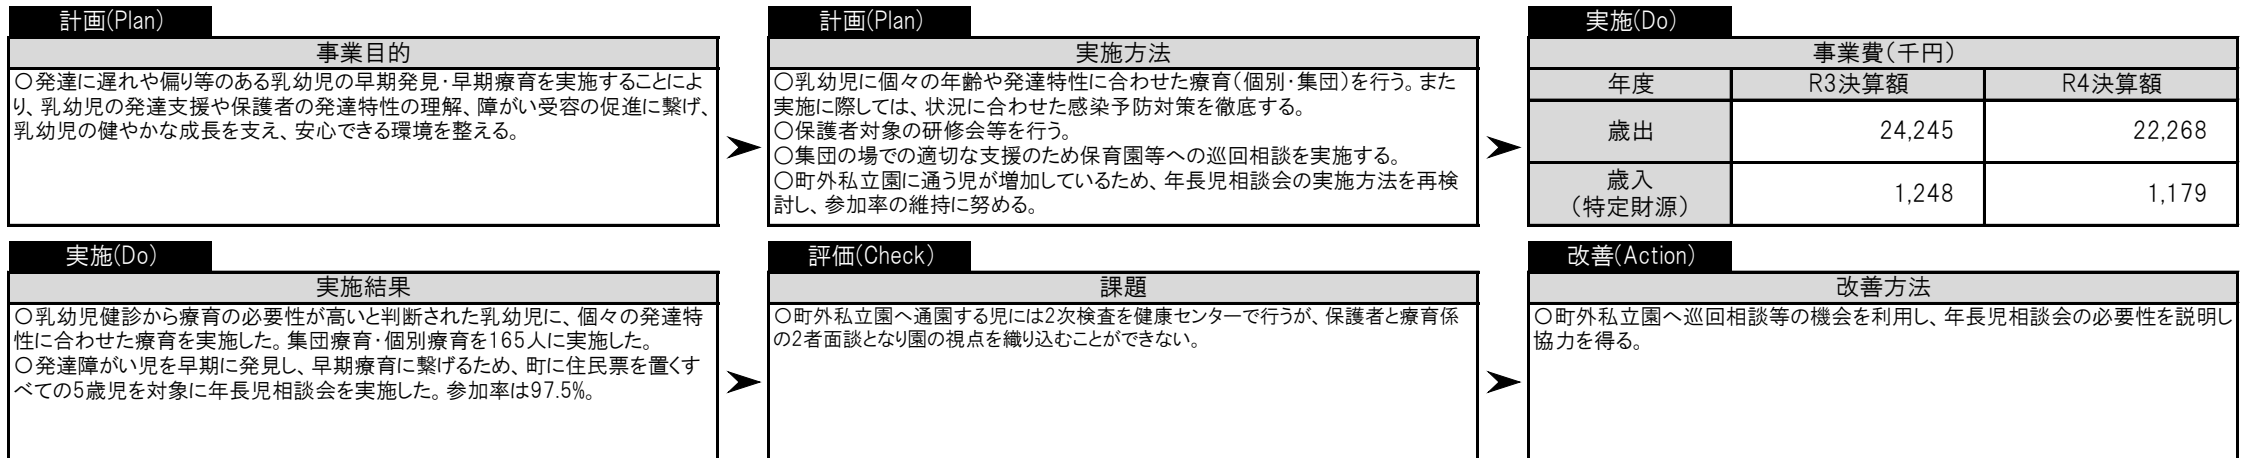 計画(Plan)
事業目的
○発達に遅れや偏り等のある乳幼児の早期発見・早期療育を実施することによ
り、乳幼児の発達支援や保護者の発達特性の理解、障がい受容の促進に繋げ、
乳幼児の健やかな成長を支え、安心できる環境を整える。
計画(Plan)
実施方法
○乳幼児に個々の年齢や発達特性に合わせた療育(個別・集団)を行う。また
実施に際しては、状況に合わせた感染予防対策を徹底する。
○保護者対象の研修会等を行う。
○集団の場での適切な支援のため保育園等への巡回相談を実施する。
○町外私立園に通う児が増加しているため、年長児相談会の実施方法を再検
討し、参加率の維持に努める。
実施(Do)
事業費(千円)
年度 R3決算額 R4決算額
歳出 24,245 22,268
歳入
(特定財源) 1,248 1,179
実施(Do)
実施結果
○乳幼児健診から療育の必要性が高いと判断された乳幼児に、個々の発達特
性に合わせた療育を実施した。集団療育・個別療育を165人に実施した。
○発達障がい児を早期に発見し、早期療育に繋げるため、町に住民票を置くす
べての5歳児を対象に年長児相談会を実施した。参加率は97.5%。
評価(Check)
課題
○町外私立園へ通園する児には2次検査を健康センターで行うが、保護者と療育係
の2者面談となり園の視点を織り込むことができない。
改善(Action)
改善方法
○町外私立園へ巡回相談等の機会を利用し、年長児相談会の必要性を説明し
協力を得る。